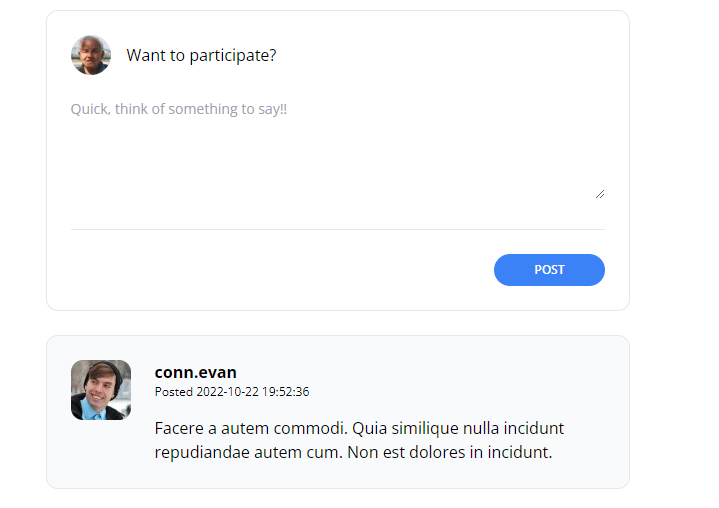 Want to participate?
Quick, think of something to say!!
POST
conn.evan
Posted 2022-10-22 19:52:36
Facere a autem commodi. Quia similique nulla incidunt
repudiandae autem cum. Non est dolores in incidunt.